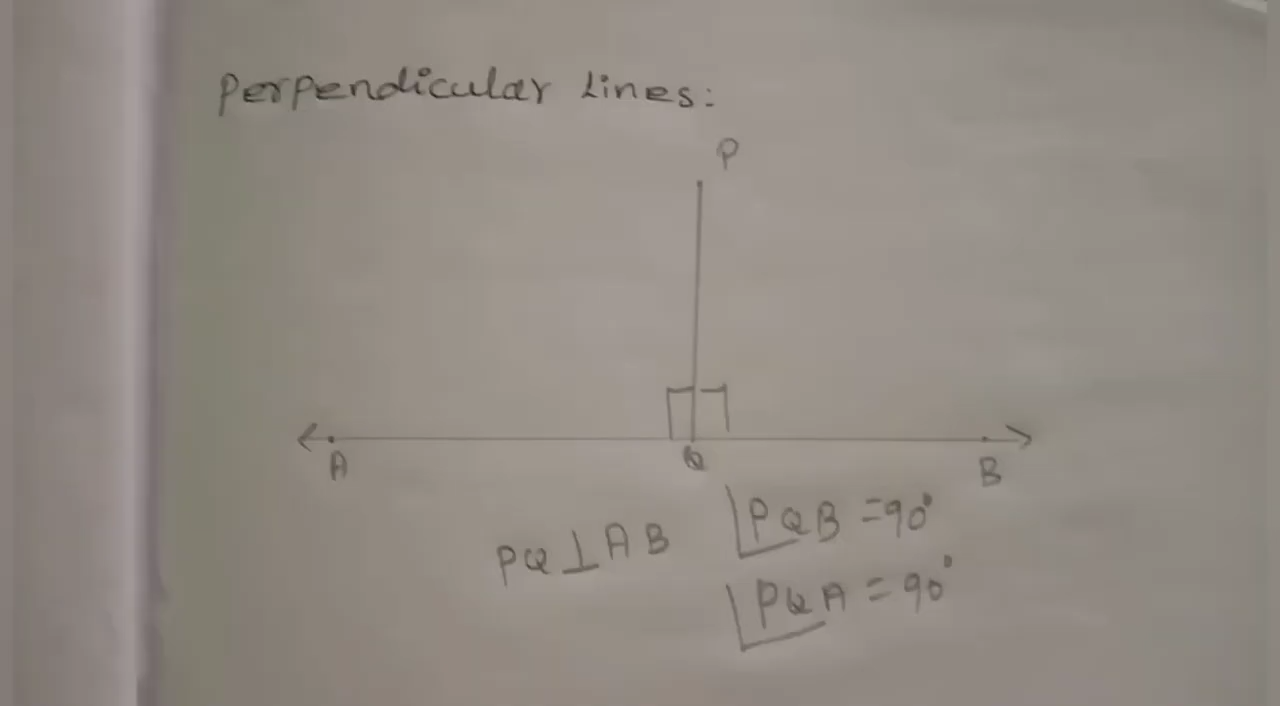 Perpendicular Lines:
P
A
Q
B
PQ⊥AB
∠PQB = 90°
∠PQA = 90°